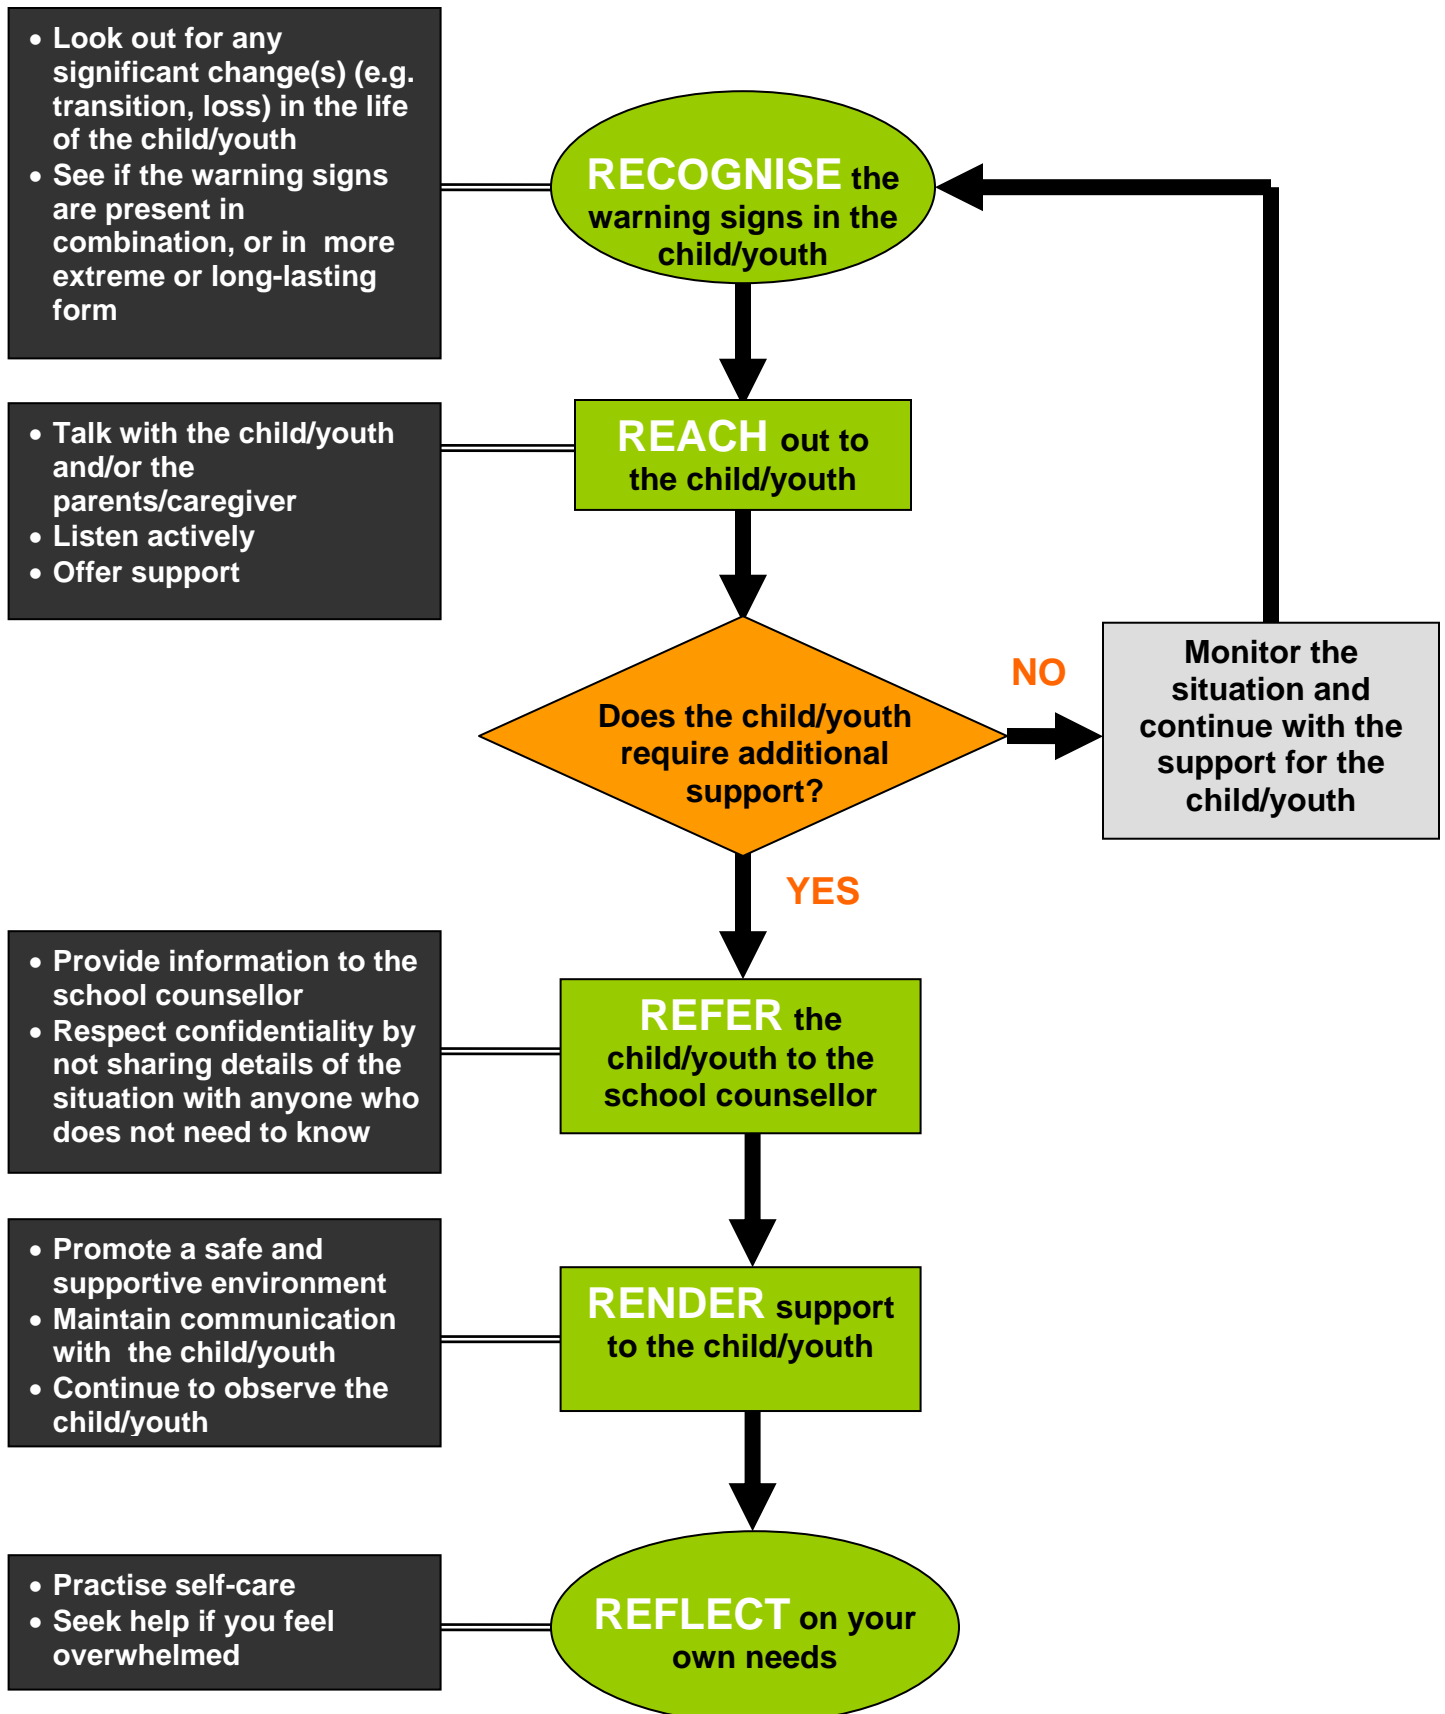 • Look out for any
significant change(s) (e.g.
transition, loss) in the life
of the child/youth
• See if the warning signs
are present in
combination, or in more
extreme or long-lasting
form
RECOGNISE the
warning signs in the
child/youth
• Talk with the child/youth
and/or the
parents/caregiver
• Listen actively
• Offer support
REACH out to
the child/youth
Does the child/youth
require additional
support?
NO
Monitor the
situation and
continue with the
support for the
child/youth
YES
• Provide information to the
school counsellor
• Respect confidentiality by
not sharing details of the
situation with anyone who
does not need to know
REFER the
child/youth to the
school counsellor
• Promote a safe and
supportive environment
• Maintain communication
with the child/youth
• Continue to observe the
child/youth
RENDER support
to the child/youth
• Practise self-care
• Seek help if you feel
overwhelmed
REFLECT on your
own needs